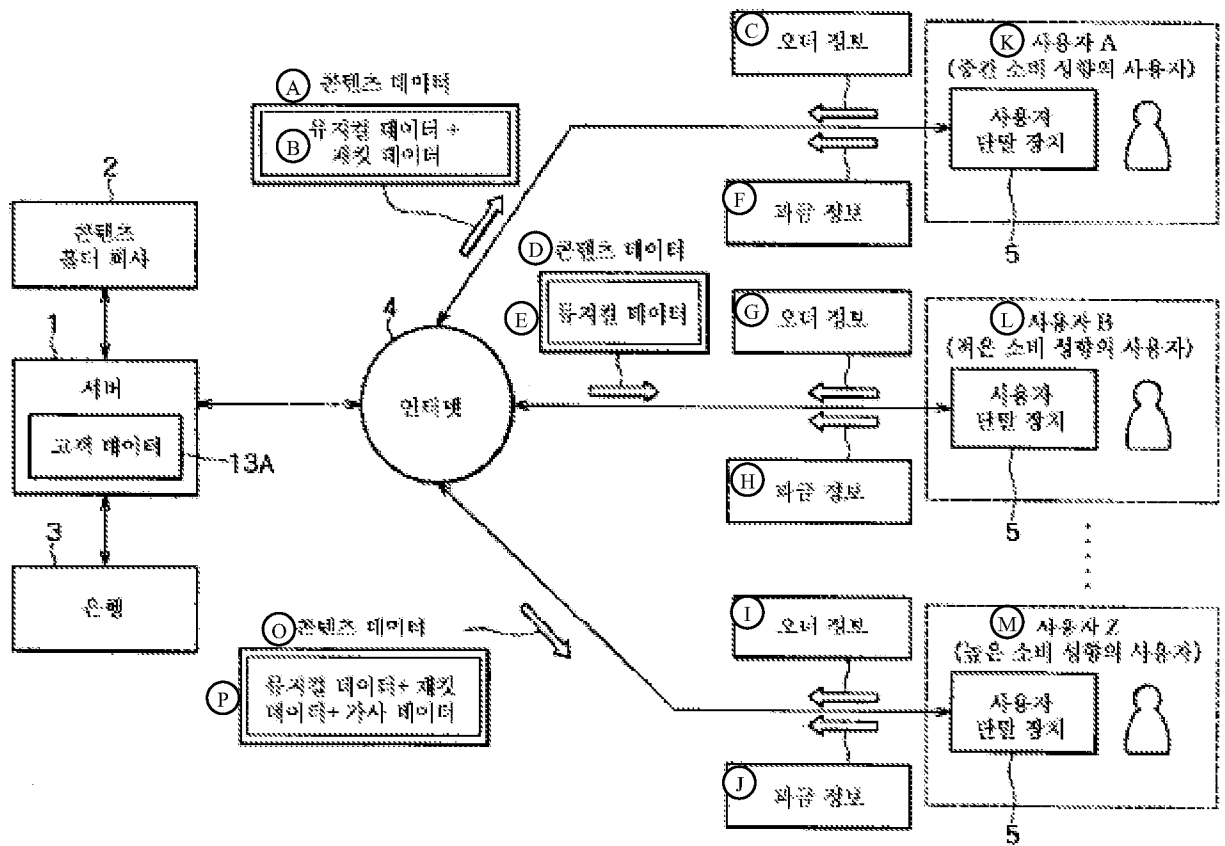 C 오더 정보
K 사용자 A
(중간 소비 성향의 사용자)
A 콘텐츠 데이터
B 뮤지컬 데이터 +
재킷 데이터
사용자
단말 장치
2
콘텐츠
홀더 회사
F 과금 정보
5
D 콘텐츠 데이터
E 뮤지컬 데이터
1
4
G 오더 정보
L 사용자 B
(적은 소비 성향의 사용자)
서버
고객 데이터
13A
인터넷
사용자
단말 장치
H 과금 정보
5
3
은행
I 오더 정보
M 사용자 Z
(높은 소비 성향의 사용자)
O 콘텐츠 데이터
P 뮤지컬 데이터+ 재킷
데이터+ 가사 데이터
사용자
단말 장치
J 과금 정보
5